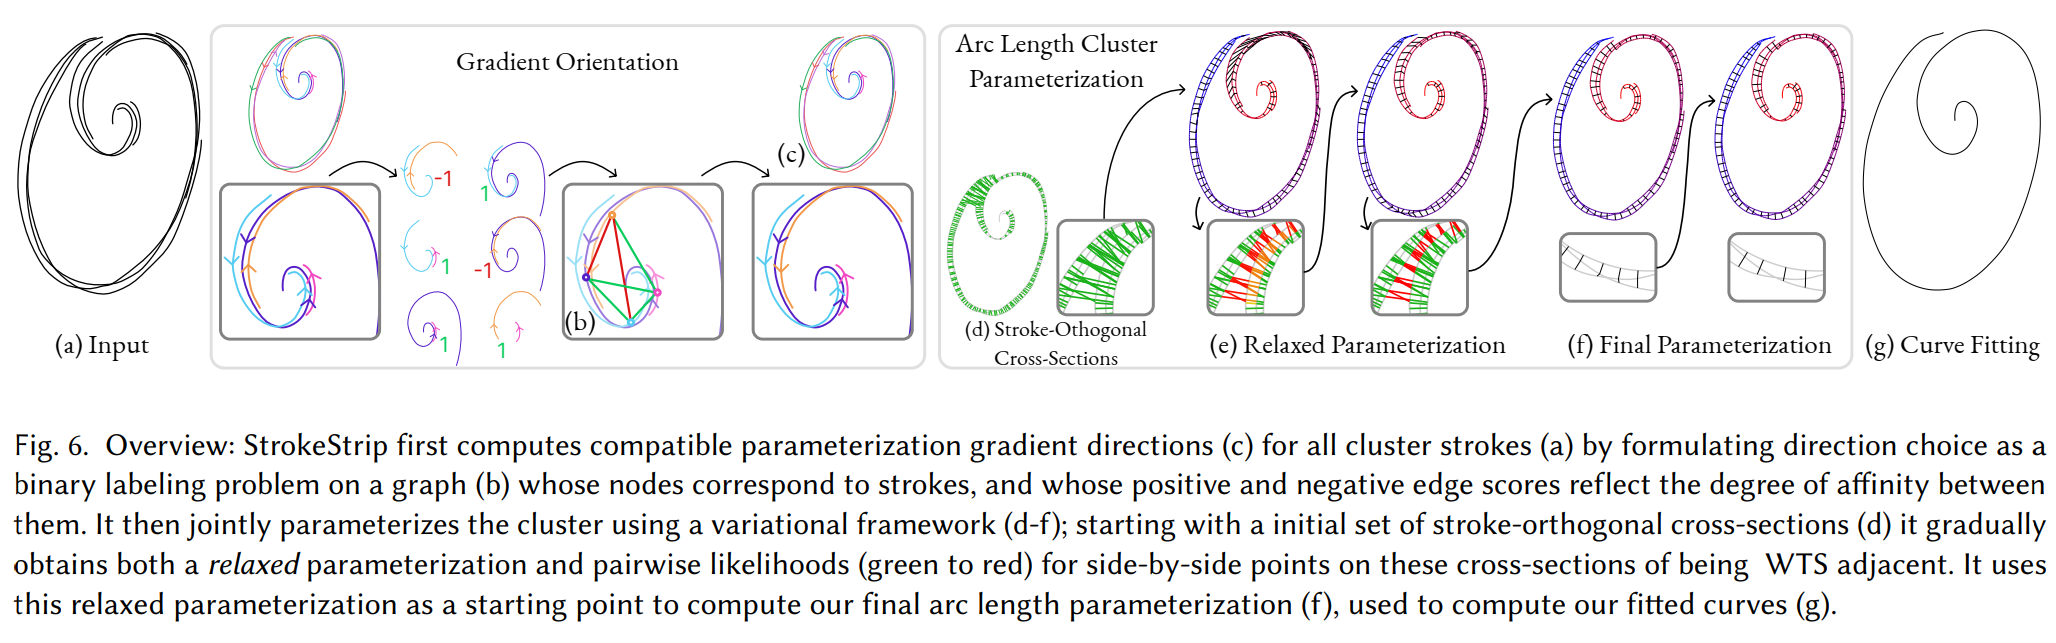 Gradient Orientation
Arc Length Cluster
Parameterization
(c)
-1
1
1
-1
1
1
(b)
(a) Input
(d) Stroke-Othogonal
Cross-Sections
(e) Relaxed Parameterization
(f) Final Parameterization
(g) Curve Fitting
Fig. 6. Overview: StrokeStrip first computes compatible parameterization gradient directions (c) for all cluster strokes (a) by formulating direction choice as a
binary labeling problem on a graph (b) whose nodes correspond to strokes, and whose positive and negative edge scores reflect the degree of affinity between
them. It then jointly parameterizes the cluster using a variational framework (d-f); starting with a initial set of stroke-orthogonal cross-sections (d) it gradually
obtains both a relaxed parameterization and pairwise likelihoods (green to red) for side-by-side points on these cross-sections of being WTS adjacent. It uses
this relaxed parameterization as a starting point to compute our final arc length parameterization (f), used to compute our fitted curves (g).